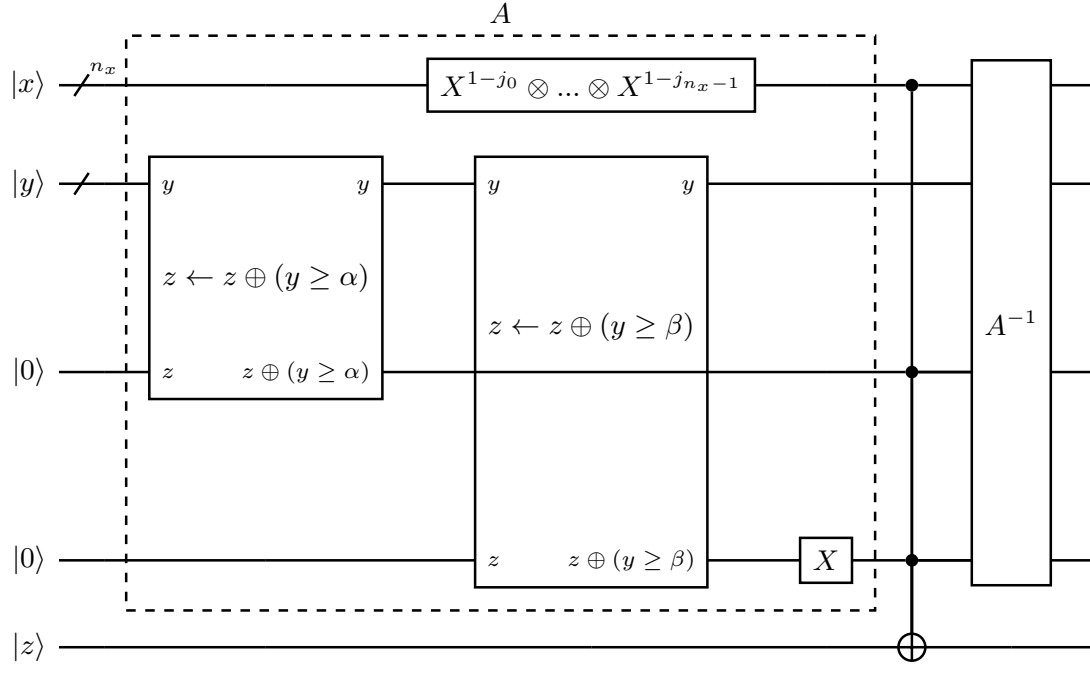 A
|x⟩ n_x X^{1−j_0} ⊗ ... ⊗ X^{1−j_{n_x−1}}
|y⟩ y y y y
z ← z ⊕ (y ≥ α)
z ← z ⊕ (y ≥ β) A^{−1}
|0⟩ z z ⊕ (y ≥ α)
|0⟩ z z ⊕ (y ≥ β) X
|z⟩